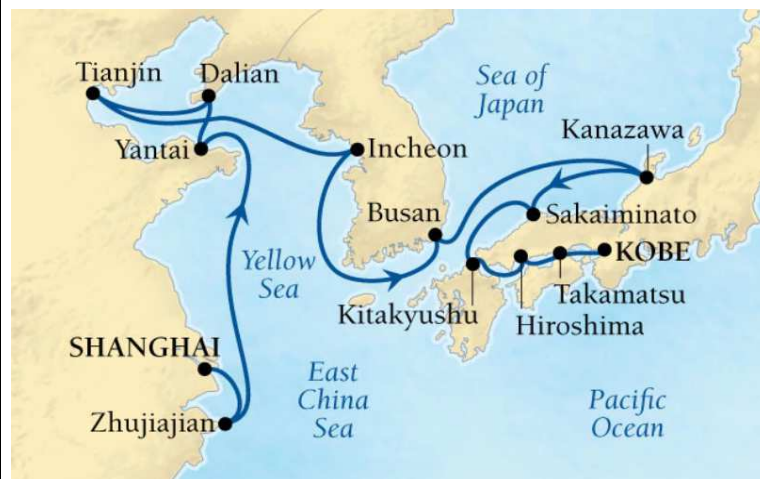 Tianjin
Dalian
Sea of
Japan
Kanazawa
Yantai
Incheon
Busan
Sakaiminato
Yellow
Sea
KOBE
Kitakyushu
Takamatsu
Hiroshima
SHANGHAI
East
China
Sea
Pacific
Ocean
Zhujiajian